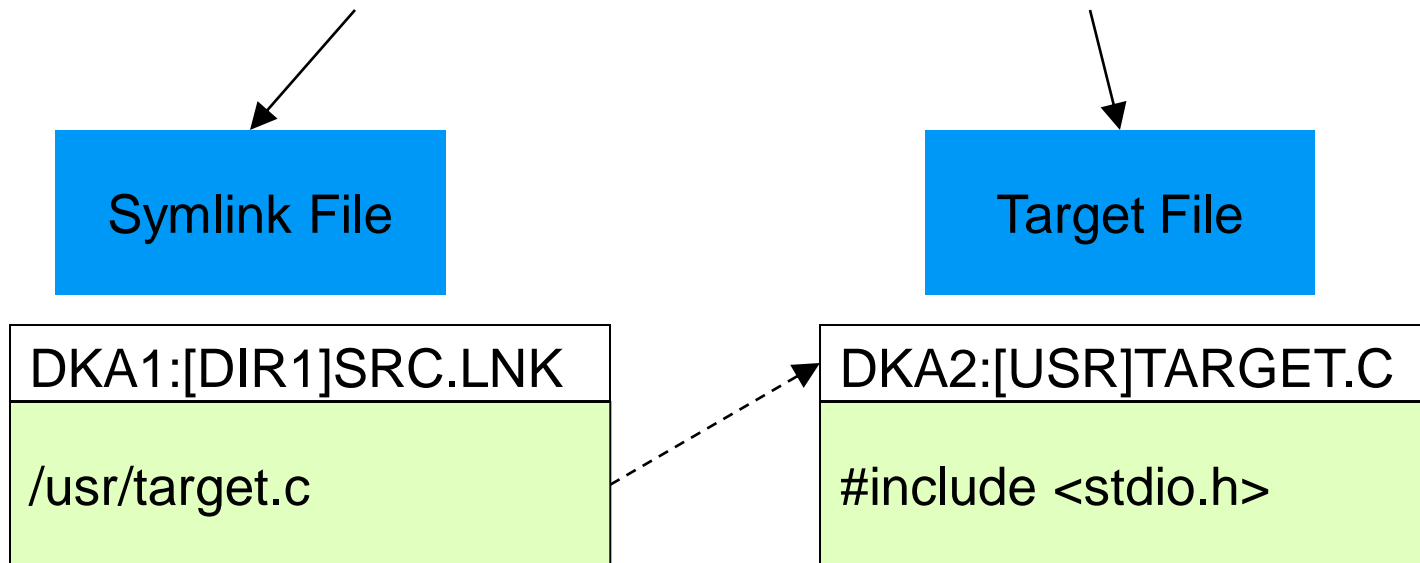 Symlink File
Target File
DKA1:[DIR1]SRC.LNK
DKA2:[USR]TARGET.C
/usr/target.c
#include <stdio.h>